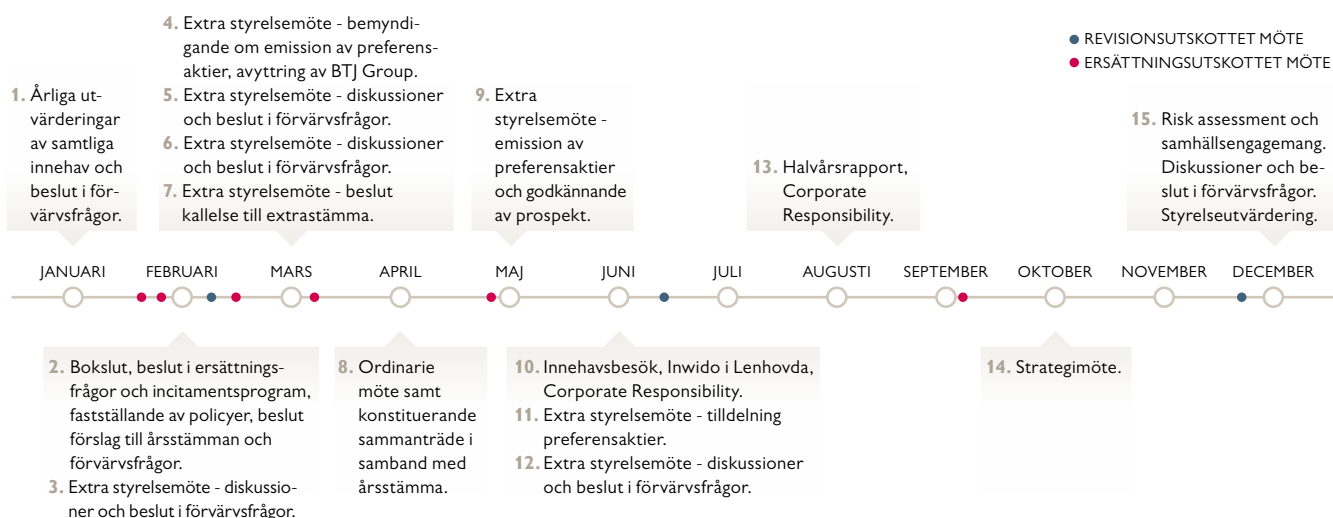 4. Extra styrelsemöte - bemyndi-
gande om emission av preferens-
aktier, avyttring av BTJ Group.
5. Extra styrelsemöte - diskussioner
och beslut i förvärvsfrågor.
6. Extra styrelsemöte - diskussioner
och beslut i förvärvsfrågor.
7. Extra styrelsemöte - beslut
kallelse till extrastämma.
REVISIONSUTSKOTTET MÖTE
ERSÄTTNINGSUTSKOTTET MÖTE
1. Årliga ut-
värderingar
av samtliga
innehav och
beslut i för-
värvsfrågor.
9. Extra
styrelsemöte -
emission av
preferensaktier
och godkännande
av prospekt.
13. Halvårsrapport,
Corporate
Responsibility.
15. Risk assessment och
samhällsengagemang.
Diskussioner och be-
slut i förvärvsfrågor.
Styrelseutvärdering.
JANUARI FEBRUARI MARS APRIL MAJ JUNI JULI AUGUSTI SEPTEMBER OKTOBER NOVEMBER DECEMBER
2. Bokslut, beslut i ersättnings-
frågor och incitamentsprogram,
fastställande av policyer, beslut
förslag till årsstämman och
förvärvsfrågor.
3. Extra styrelsemöte - diskussio-
ner och beslut i förvärvsfrågor.
8. Ordinarie
möte samt
konstituerande
sammanträde i
samband med
årsstämma.
10. Innehavsbesök, Inwido i Lenhovda,
Corporate Responsibility.
11. Extra styrelsemöte - tilldelning
preferensaktier.
12. Extra styrelsemöte - diskussioner
och beslut i förvärvsfrågor.
14. Strategimöte.